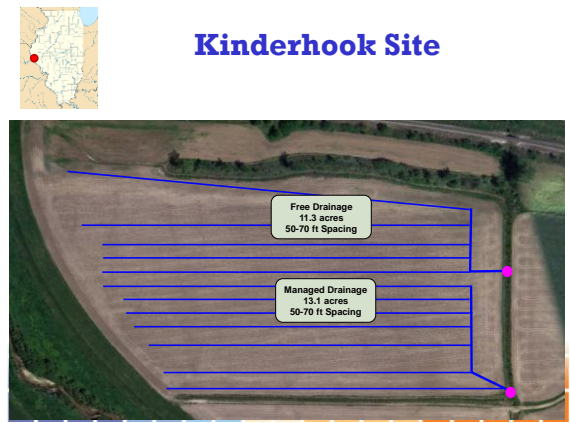 Kinderhook Site
Free Drainage
11.3 acres
50-70 ft Spacing
Managed Drainage
13.1 acres
50-70 ft Spacing